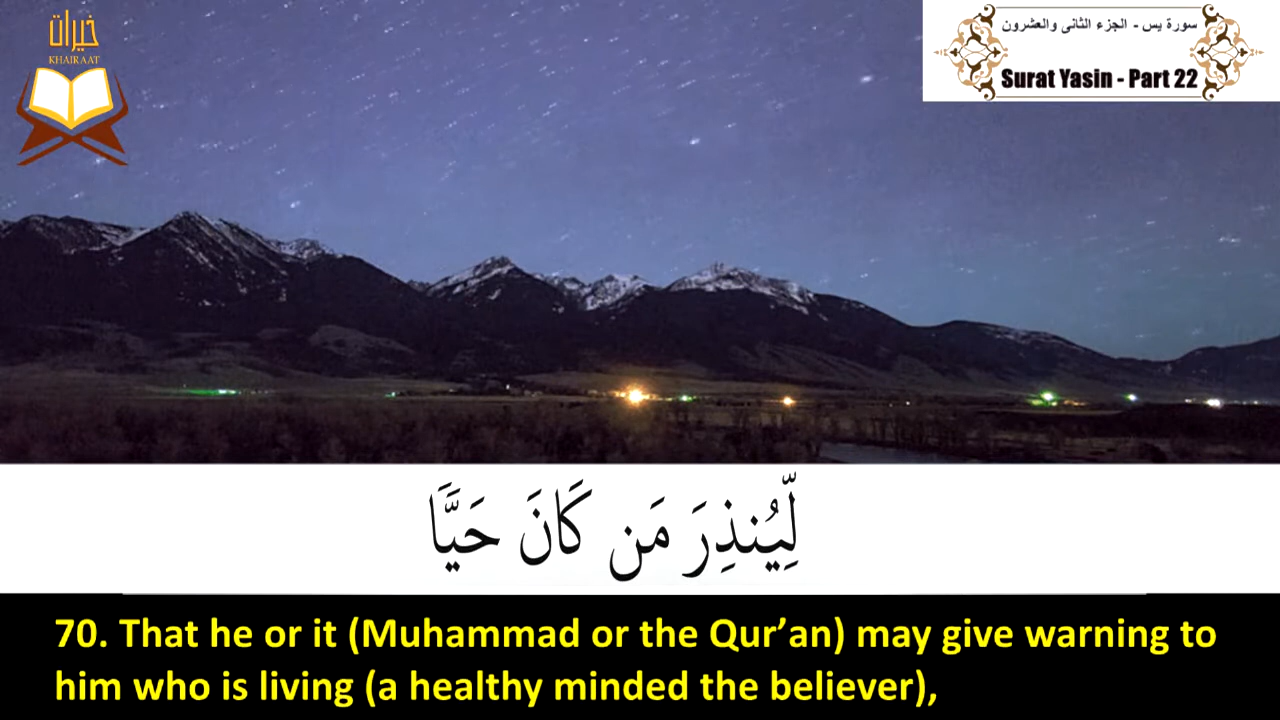 خيرات
KHAIRAAT
سورة يس - الجزء الثانى والعشرون
Surat Yasin - Part 22
لِّيُنذِرَ مَن كَانَ حَيًّا
70. That he or it (Muhammad or the Qur’an) may give warning to
him who is living (a healthy minded the believer),